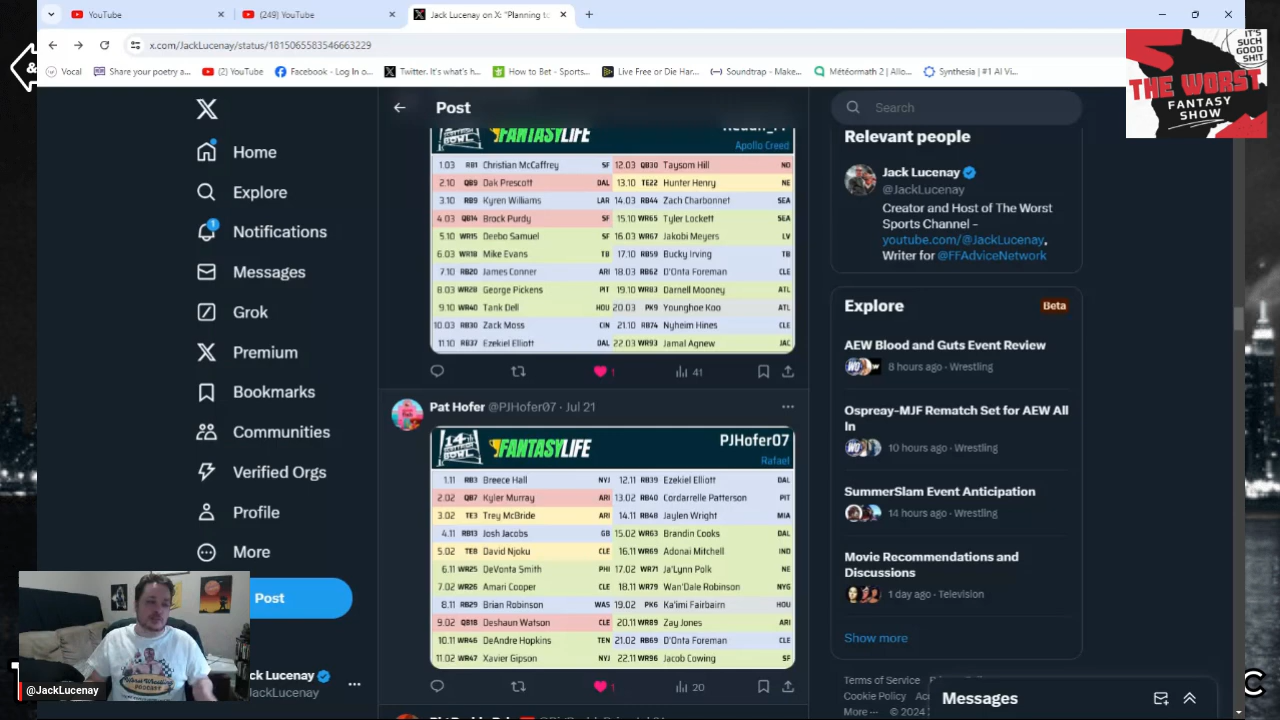 YouTube
(249) YouTube
Jack Lucenay on X: "Planning to
x.com/JackLucenay/status/1815065583546663229
Vocal
Share your poetry a...
(2) YouTube
Facebook - Log In o...
Twitter. It's what's h...
How to Bet - Sports...
Live Free or Die Har...
Soundtrap - Make...
Météormath 2 | Allo...
Synthesia | #1 AI Vi...
IT'S SUCH GOOD SH!T
THE WORST
FANTASY
SHOW
Home
Explore
Notifications
1
Messages
Grok
Premium
Bookmarks
Communities
Verified Orgs
Profile
More
Post
ck Lucenay
ackLucenay
@JackLucenay
Post
FANTASYLIFE
Apollo Creed
1.03 RB1 Christian McCaffrey SF 12.03 QB30 Taysom Hill NO
2.10 QB9 Dak Prescott DAL 13.10 TE22 Hunter Henry NE
3.10 RB9 Kyren Williams LAR 14.03 RB44 Zach Charbonnet SEA
4.03 QB14 Brock Purdy SF 15.10 WR65 Tyler Lockett SEA
5.10 WR15 Deebo Samuel SF 16.03 WR67 Jakobi Meyers LV
6.03 WR18 Mike Evans TB 17.10 RB59 Bucky Irving TB
7.10 RB20 James Conner ARI 18.03 RB62 D'Onta Foreman CLE
8.03 WR28 George Pickens PIT 19.10 WR83 Darnell Mooney ATL
9.10 WR40 Tank Dell HOU 20.03 PK9 Younghoe Koo ATL
10.03 RB30 Zack Moss CIN 21.10 RB74 Nyheim Hines CLE
11.10 RB37 Ezekiel Elliott DAL 22.03 WR93 Jamal Agnew JAC
1 41
Pat Hofer @PJHofer07 · Jul 21
14th FANTASYLIFE PJHofer07
Rafael
1.11 RB3 Breece Hall NYJ 12.11 RB39 Ezekiel Elliott DAL
2.02 QB7 Kyler Murray ARI 13.02 RB40 Cordarrelle Patterson PIT
3.02 TE3 Trey McBride ARI 14.11 RB48 Jaylen Wright MIA
4.11 RB13 Josh Jacobs GB 15.02 WR63 Brandin Cooks DAL
5.02 TE8 David Njoku CLE 16.11 WR69 Adonai Mitchell IND
6.11 WR25 DeVonta Smith PHI 17.02 WR71 Ja'Lynn Polk NE
7.02 WR26 Amari Cooper CLE 18.11 WR79 Wan'Dale Robinson NYG
8.11 RB29 Brian Robinson WAS 19.02 PK6 Ka'imi Fairbairn HOU
9.02 QB18 Deshaun Watson CLE 20.11 WR89 Zay Jones ARI
10.11 WR46 DeAndre Hopkins TEN 21.02 RB69 D'Onta Foreman CLE
11.02 WR47 Xavier Gipson NYJ 22.11 WR96 Jacob Cowing SF
1 20
Search
Relevant people
Jack Lucenay
@JackLucenay
Creator and Host of The Worst
Sports Channel -
youtube.com/@JackLucenay,
Writer for @FFAdviceNetwork
Explore Beta
AEW Blood and Guts Event Review
8 hours ago · Wrestling
Ospreay-MJF Rematch Set for AEW All
In
10 hours ago · Wrestling
SummerSlam Event Anticipation
14 hours ago · Wrestling
Movie Recommendations and
Discussions
1 day ago · Television
Show more
Terms of Service
Cookie Policy
More ··· © 2024
Messages